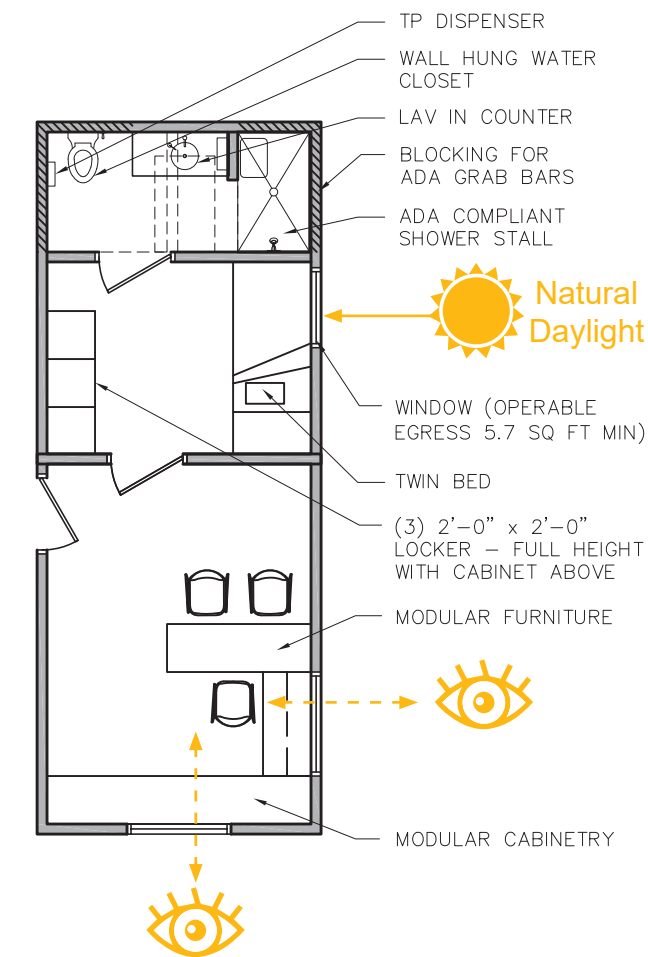 TP DISPENSER
WALL HUNG WATER
CLOSET
LAV IN COUNTER
BLOCKING FOR
ADA GRAB BARS
ADA COMPLIANT
SHOWER STALL
Natural
Daylight
WINDOW (OPERABLE
EGRESS 5.7 SQ FT MIN)
TWIN BED
(3) 2'–0" x 2'–0"
LOCKER – FULL HEIGHT
WITH CABINET ABOVE
MODULAR FURNITURE
MODULAR CABINETRY